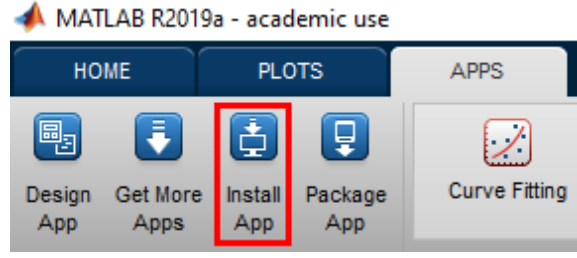 MATLAB R2019a - academic use
HOME PLOTS APPS
Design App
Get More Apps
Install App
Package App
Curve Fitting